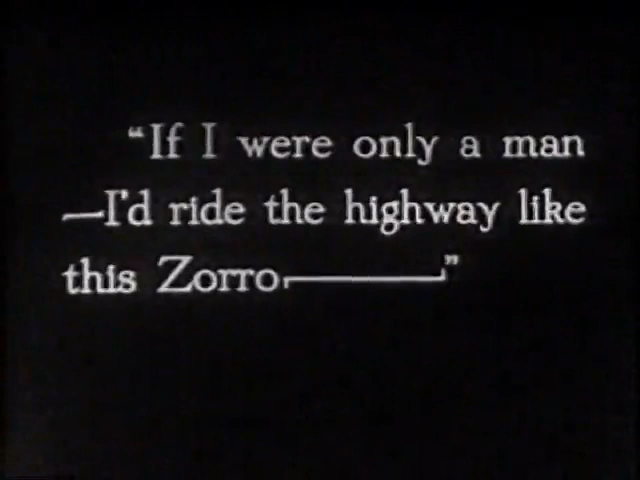 "If I were only a man
—I'd ride the highway like
this Zorro———"